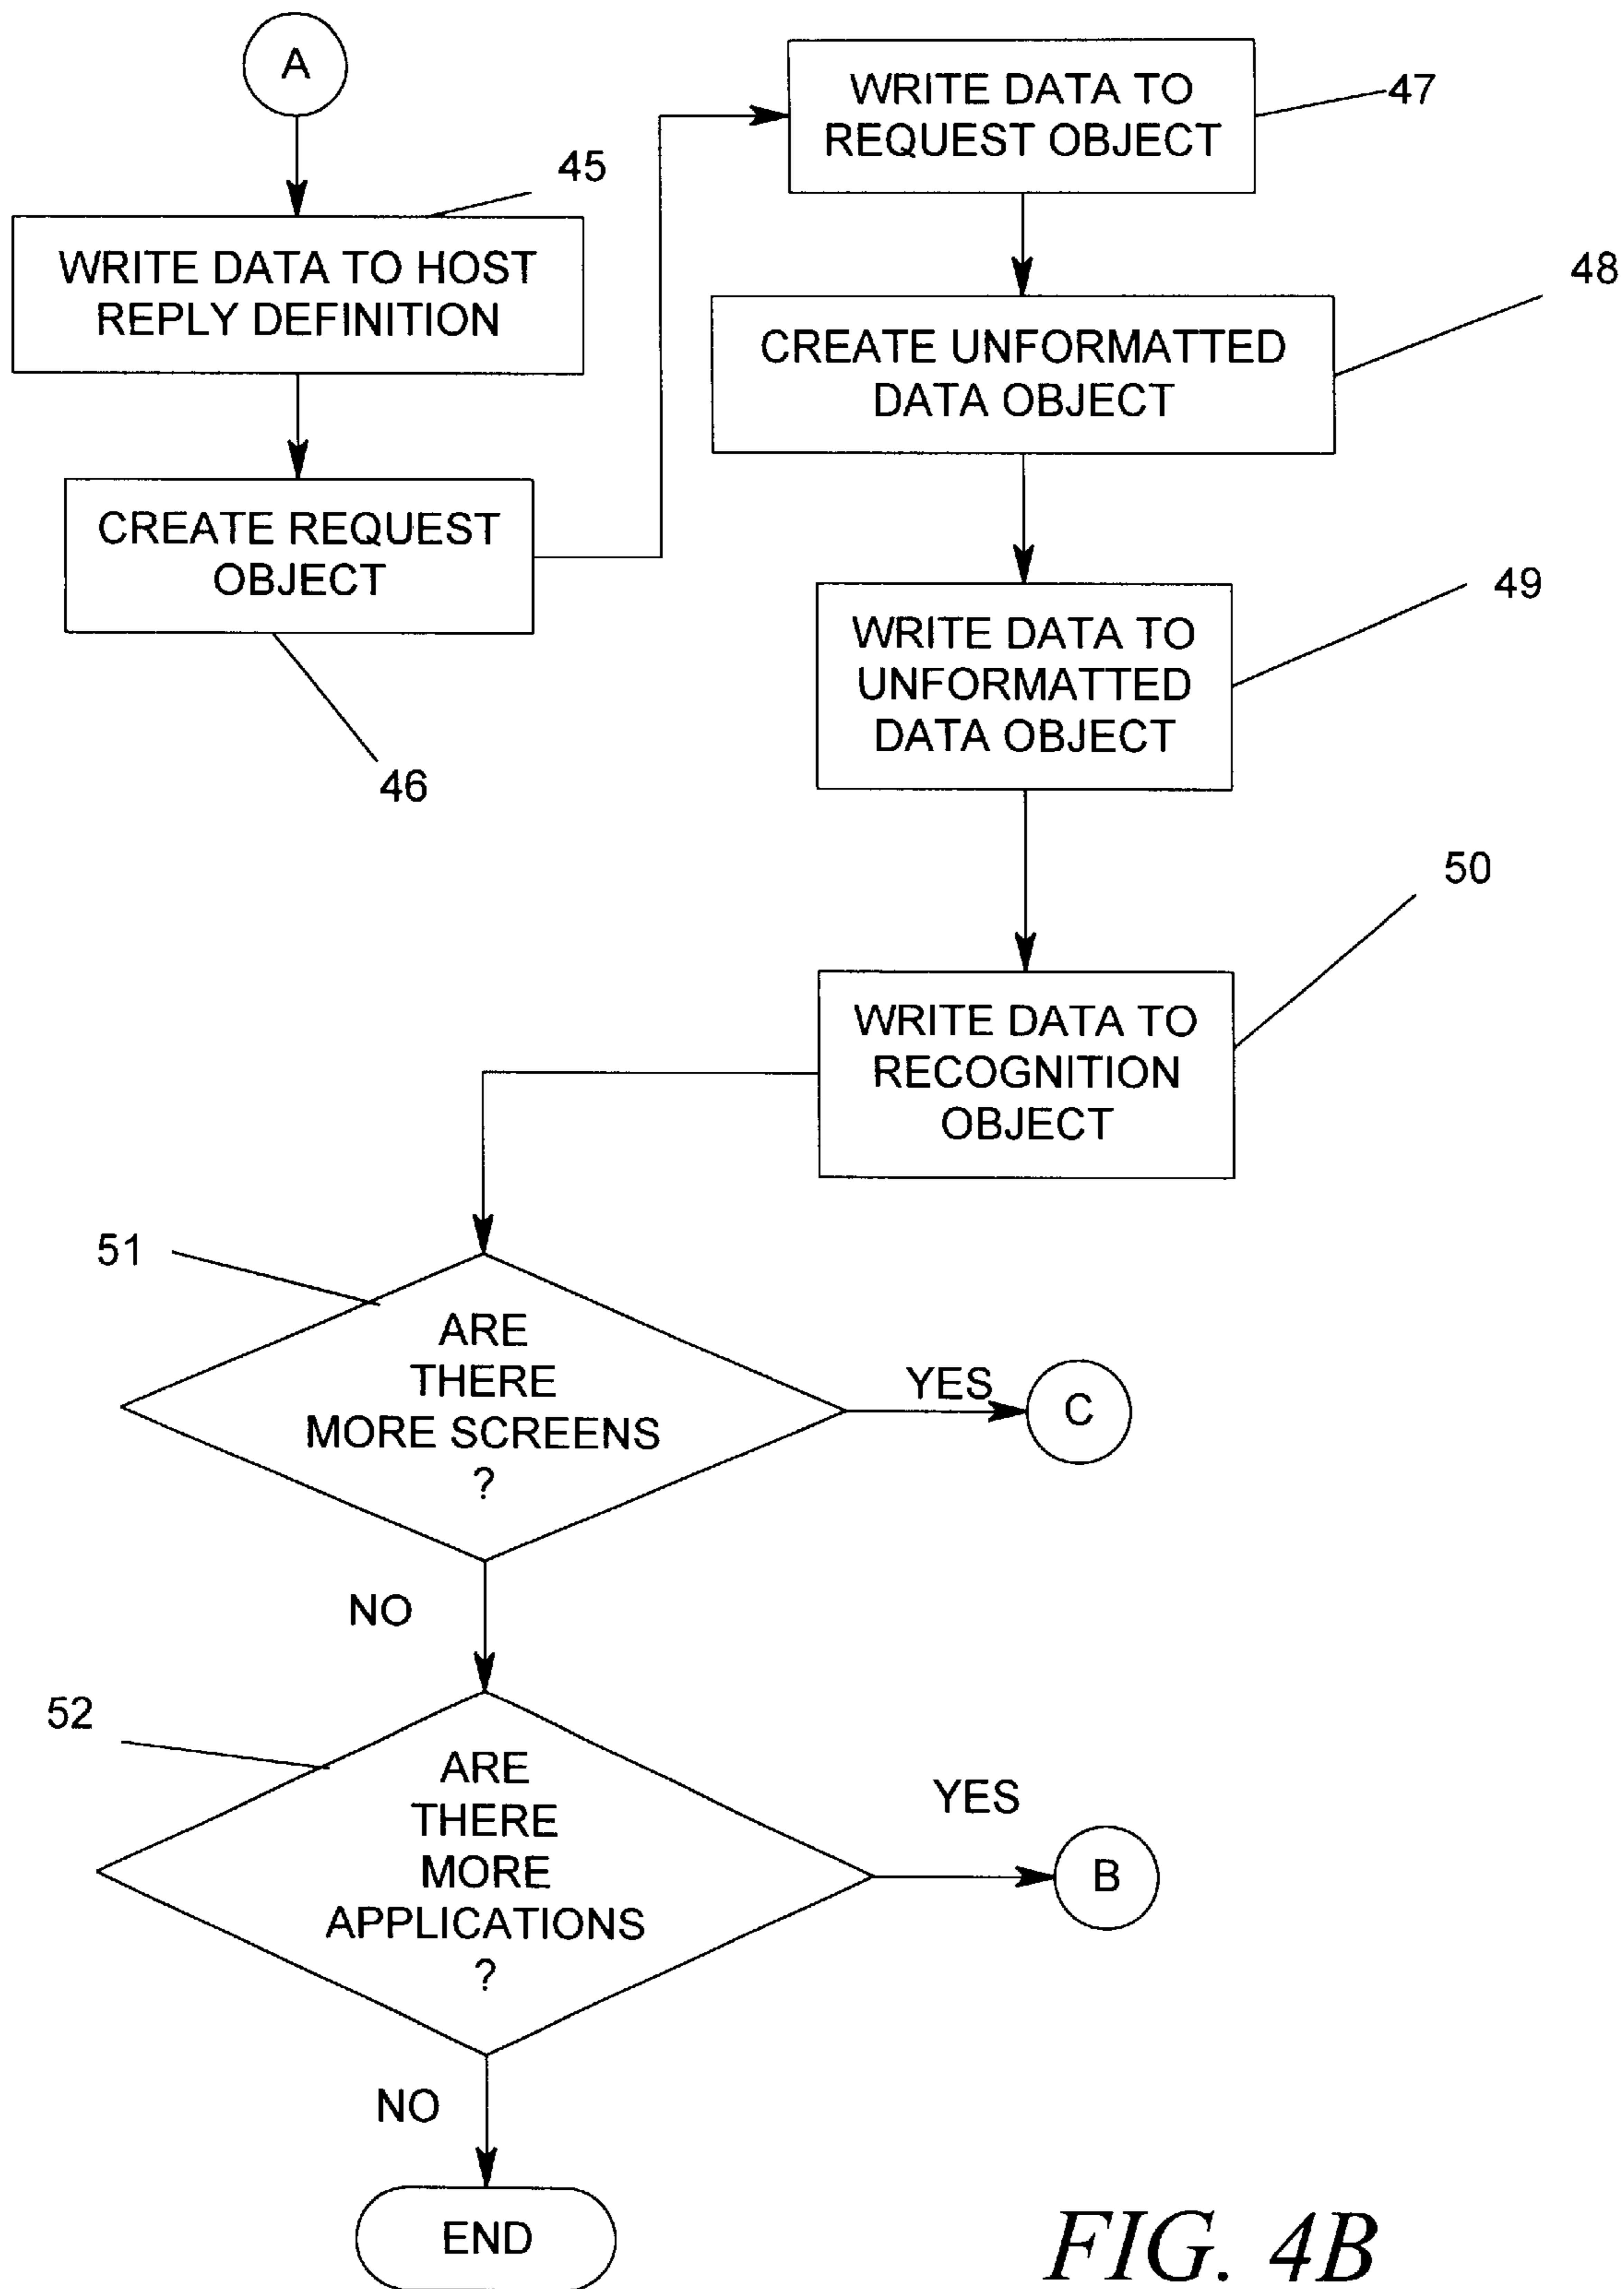 A
45
WRITE DATA TO HOST
REPLY DEFINITION
CREATE REQUEST
OBJECT
46
WRITE DATA TO
REQUEST OBJECT
47
CREATE UNFORMATTED
DATA OBJECT
48
WRITE DATA TO
UNFORMATTED
DATA OBJECT
49
WRITE DATA TO
RECOGNITION
OBJECT
50
51
ARE
THERE
MORE SCREENS
?
YES
C
NO
52
ARE
THERE
MORE
APPLICATIONS
?
YES
B
NO
END
FIG. 4B